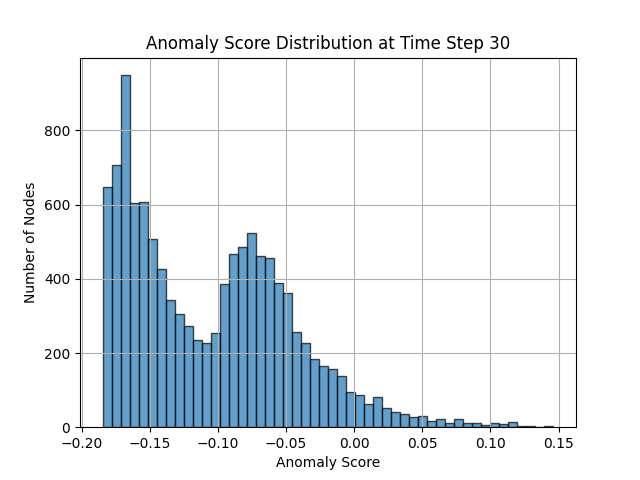 Anomaly Score Distribution at Time Step 30
Number of Nodes
800
600
400
200
0
−0.20 −0.15 −0.10 −0.05 0.00 0.05 0.10 0.15
Anomaly Score